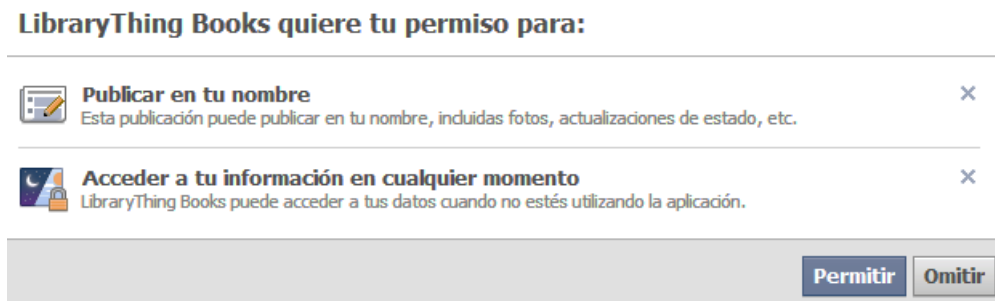 LibraryThing Books quiere tu permiso para:
Publicar en tu nombre
Esta publicación puede publicar en tu nombre, incluidas fotos, actualizaciones de estado, etc.
Acceder a tu información en cualquier momento
LibraryThing Books puede acceder a tus datos cuando no estés utilizando la aplicación.
Permitir Omitir